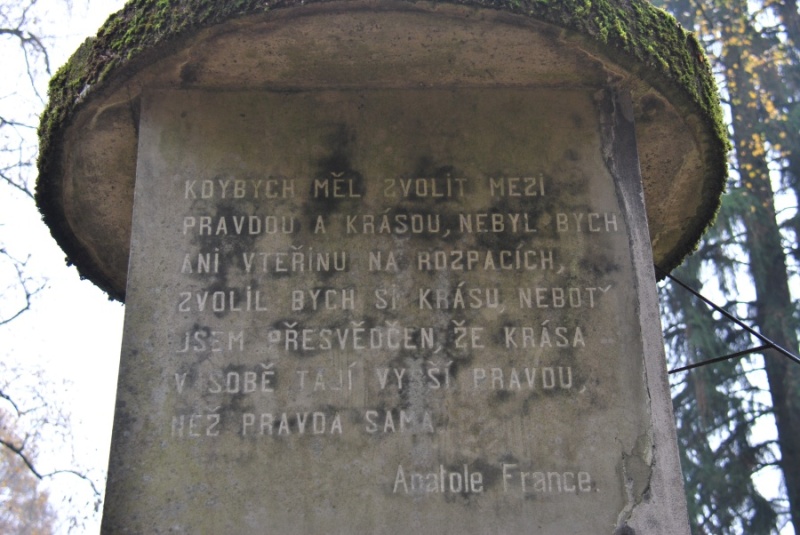 KDYBYCH MĚL ZVOLIT MEZI
PRAVDOU A KRÁSOU, NEBYL BYCH
ANI VTEŘINU NA ROZPACÍCH,
ZVOLIL BYCH SI KRÁSU, NEBOŤ
JSEM PŘESVĚDČEN, ŽE KRÁSA
V SOBĚ TAJÍ VYŠŠÍ PRAVDU,
NEŽ PRAVDA SAMA
Anatole France.